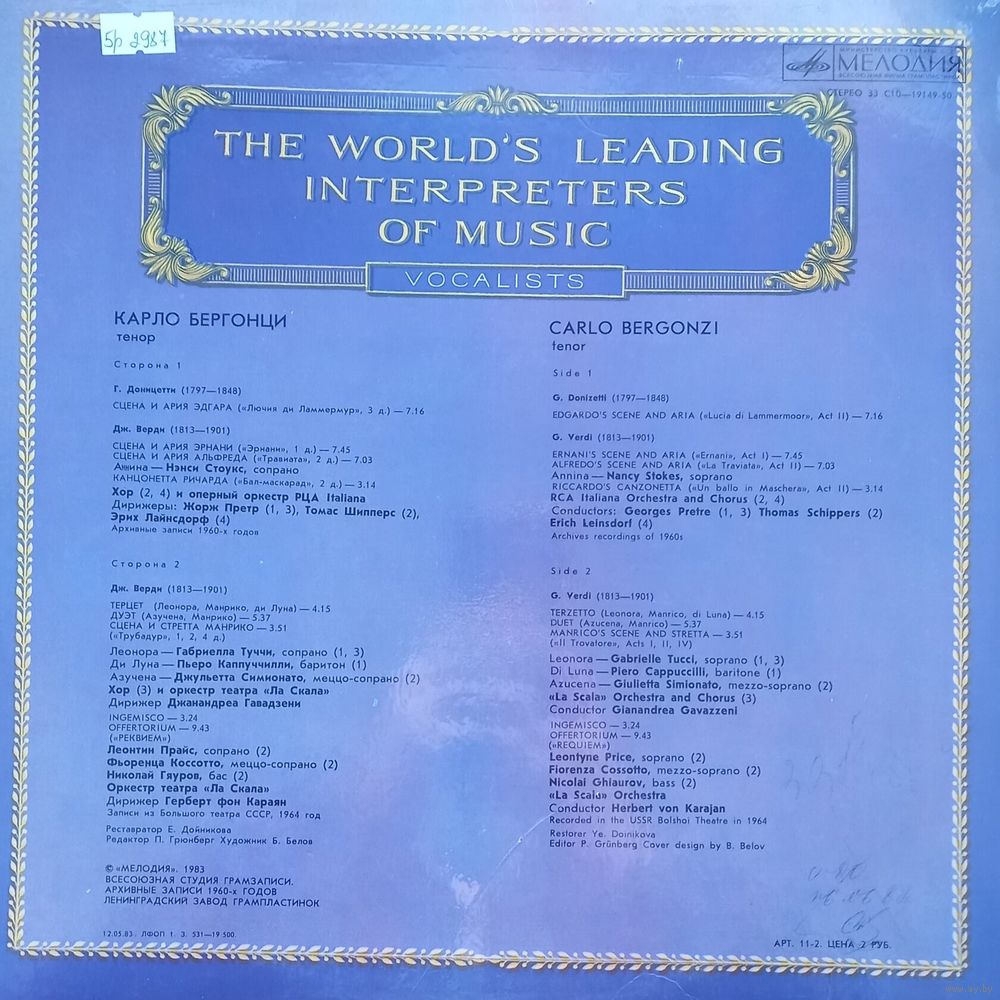 5р 2987
МИНИСТЕРСТВО КУЛЬТУРЫ
МЕЛОДИЯ
ВСЕСОЮЗНАЯ ФИРМА ГРАМПЛАСТИНОК
СТЕРЕО 33 С10—19149-50
THE WORLD'S LEADING
INTERPRETERS
OF MUSIC
VOCALISTS
КАРЛО БЕРГОНЦИ
тенор
Сторона 1
Г. Доницетти (1797—1848)
СЦЕНА И АРИЯ ЭДГАРА («Лючия ди Ламмермур», 3 д.) — 7.16
Дж. Верди (1813—1901)
СЦЕНА И АРИЯ ЭРНАНИ («Эрнани», 1 д.) — 7.45
СЦЕНА И АРИЯ АЛЬФРЕДА («Травиата», 2 д.) — 7.03
Аннина — Нэнси Стоукс, сопрано
КАНЦОНЕТТА РИЧАРДА («Бал-маскарад», 2 д.) — 3.14
Хор (2, 4) и оперный оркестр РЦА Italiana
Дирижеры: Жорж Претр (1, 3), Томас Шипперс (2),
Эрих Лайнсдорф (4)
Архивные записи 1960-х годов
Сторона 2
Дж. Верди (1813—1901)
ТЕРЦЕТ (Леонора, Манрико, ди Луна) — 4.15
ДУЭТ (Азучена, Манрико) — 5.37
СЦЕНА И СТРЕТТА МАНРИКО — 3.51
(«Трубадур», 1, 2, 4 д.)
Леонора — Габриелла Туччи, сопрано (1, 3)
Ди Луна — Пьеро Каппуччилли, баритон (1)
Азучена — Джульетта Симионато, меццо-сопрано (2)
Хор (3) и оркестр театра «Ла Скала»
Дирижер Джанандреа Гавадзени
INGEMISCO — 3.24
OFFERTORIUM — 9.43
(«РЕКВИЕМ»)
Леонтин Прайс, сопрано (2)
Фьоренца Коссотто, меццо-сопрано (2)
Николай Гяуров, бас (2)
Оркестр театра «Ла Скала»
Дирижер Герберт фон Караян
Записи из Большого театра СССР, 1964 год
Реставратор Е. Дойникова
Редактор П. Грюнберг Художник Б. Белов
© «МЕЛОДИЯ». 1983
ВСЕСОЮЗНАЯ СТУДИЯ ГРАМЗАПИСИ.
АРХИВНЫЕ ЗАПИСИ 1960-х ГОДОВ
ЛЕНИНГРАДСКИЙ ЗАВОД ГРАМПЛАСТИНОК
12.05.83. ЛФОП т. З. 531—19 500.
CARLO BERGONZI
tenor
Side 1
G. Donizetti (1797—1848)
EDGARDO'S SCENE AND ARIA («Lucia di Lammermoor», Act II) — 7.16
G. Verdi (1813—1901)
ERNANI'S SCENE AND ARIA («Ernani», Act I) — 7.45
ALFREDO'S SCENE AND ARIA («La Traviata», Act II) — 7.03
Annina — Nancy Stokes, soprano
RICCARDO'S CANZONETTA («Un ballo in Maschera», Act II) — 3.14
RCA Italiana Orchestra and Chorus (2, 4)
Conductors: Georges Pretre (1, 3) Thomas Schippers (2)
Erich Leinsdorf (4)
Archives recordings of 1960s
Side 2
G. Verdi (1813—1901)
TERZETTO (Leonora, Manrico, di Luna) — 4.15
DUET (Azucena, Manrico) — 5.37
MANRICO'S SCENE AND STRETTA — 3.51
(«Il Trovatore», Acts I, II, IV)
Leonora — Gabrielle Tucci, soprano (1, 3)
Di Luna — Piero Cappuccilli, baritone (1)
Azucena — Giulietta Simionato, mezzo-soprano (2)
«La Scala» Orchestra and Chorus (3)
Conductor Gianandrea Gavazzeni
INGEMISCO — 3.24
OFFERTORIUM — 9.43
(«REQUIEM»)
Leontyne Price, soprano (2)
Fiorenza Cossotto, mezzo-soprano (2)
Nicolai Ghiaurov, bass (2)
«La Scala» Orchestra
Conductor Herbert von Karajan
Recorded in the USSR Bolshoi Theatre in 1964
Restorer Ye. Doinikova
Editor P. Grünberg Cover design by B. Belov
АРТ. 11-2. ЦЕНА 2 РУБ.
www.ay.by